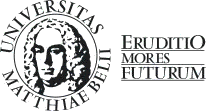 UNIVERSITAS
MATTHIAE BELII
ERUDITIO
MORES
FUTURUM